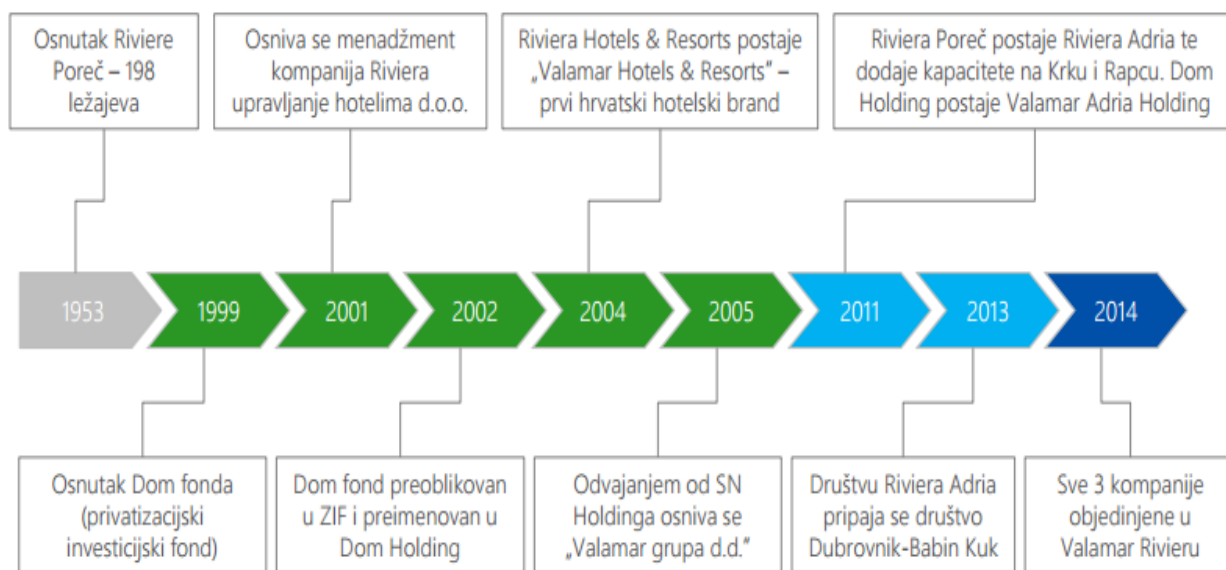 Osnutak Riviere
Poreč – 198
ležajeva
Osniva se menadžment
kompanija Riviera
upravljanje hotelima d.o.o.
Riviera Hotels & Resorts postaje
„Valamar Hotels & Resorts” –
prvi hrvatski hotelski brand
Riviera Poreč postaje Riviera Adria te
dodaje kapacitete na Krku i Rapcu. Dom
Holding postaje Valamar Adria Holding
1953
1999
2001
2002
2004
2005
2011
2013
2014
Osnutak Dom fonda
(privatizacijski
investicijski fond)
Dom fond preoblikovan
u ZIF i preimenovan u
Dom Holding
Odvajanjem od SN
Holdinga osniva se
„Valamar grupa d.d.”
Društvu Riviera Adria
pripaja se društvo
Dubrovnik-Babin Kuk
Sve 3 kompanije
objedinjene u
Valamar Rivieru